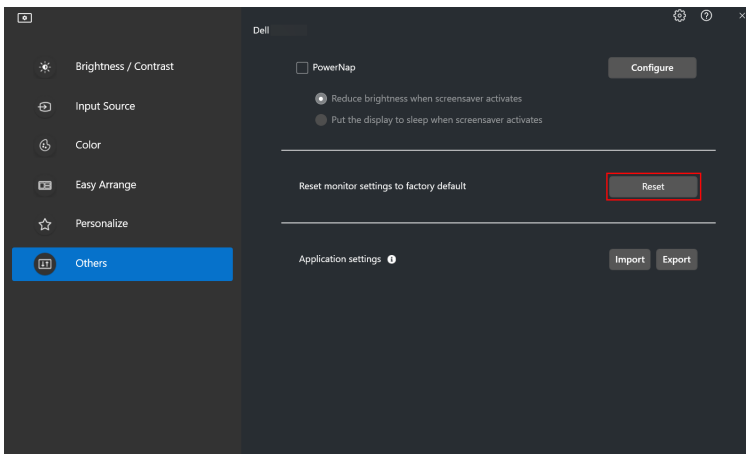 Dell
Brightness / Contrast
Input Source
Color
Easy Arrange
Personalize
Others
PowerNap
Configure
Reduce brightness when screensaver activates
Put the display to sleep when screensaver activates
Reset monitor settings to factory default
Reset
Application settings
Import
Export